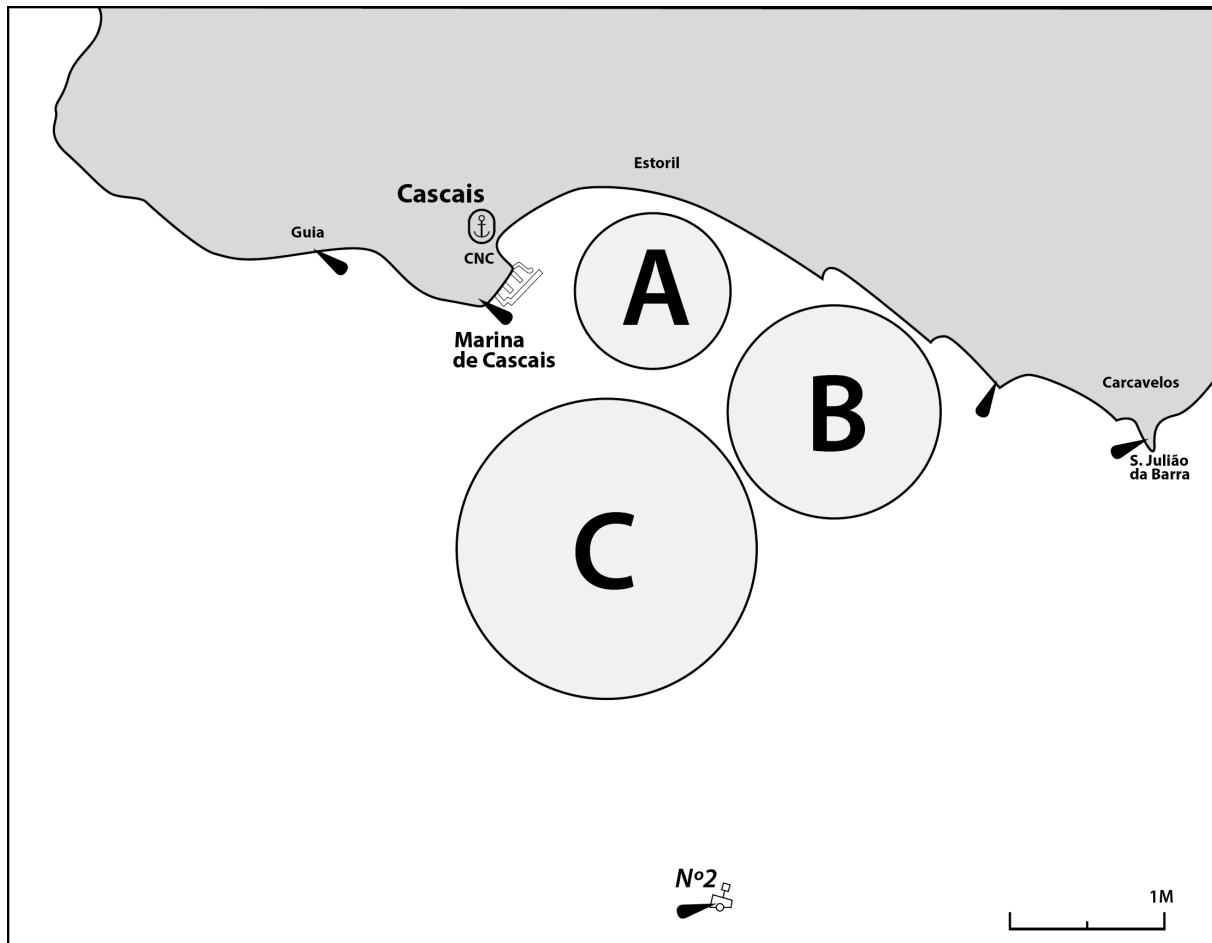 Estoril
Cascais
Guia
CNC
A
Marina
de Cascais
B
Carcavelos
S. Julião
da Barra
C
Nº2
1M